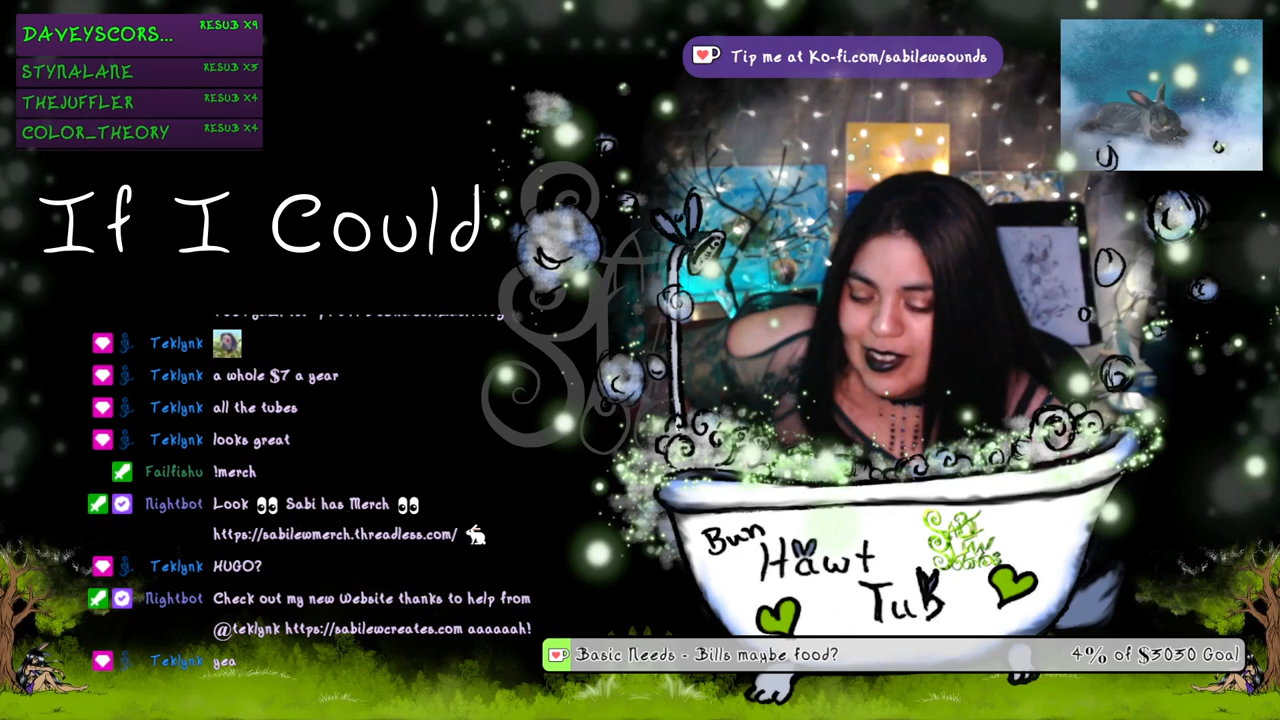 DAVEYSCORS... RESUB X9
STYNALANE RESUB X5
THEJUFFLER RESUB X4
COLOR_THEORY RESUB X4
Tip me at Ko-fi.com/sabilewsounds
If I Could
Teklynk
Teklynk a whole $7 a year
Teklynk all the tubes
Teklynk looks great
Failfishu !merch
Nightbot Look 👀 Sabi has Merch 👀
https://sabilewmerch.threadless.com/
Teklynk HUGO?
Nightbot Check out my new Website thanks to help from
@teklynk https://sabilewcreates.com aaaaaah!
Teklynk yea
Bun
Hawt
Tub
Sabi
Lew
Sounds
Basic Needs - Bills maybe food? 4% of $3030 Goal